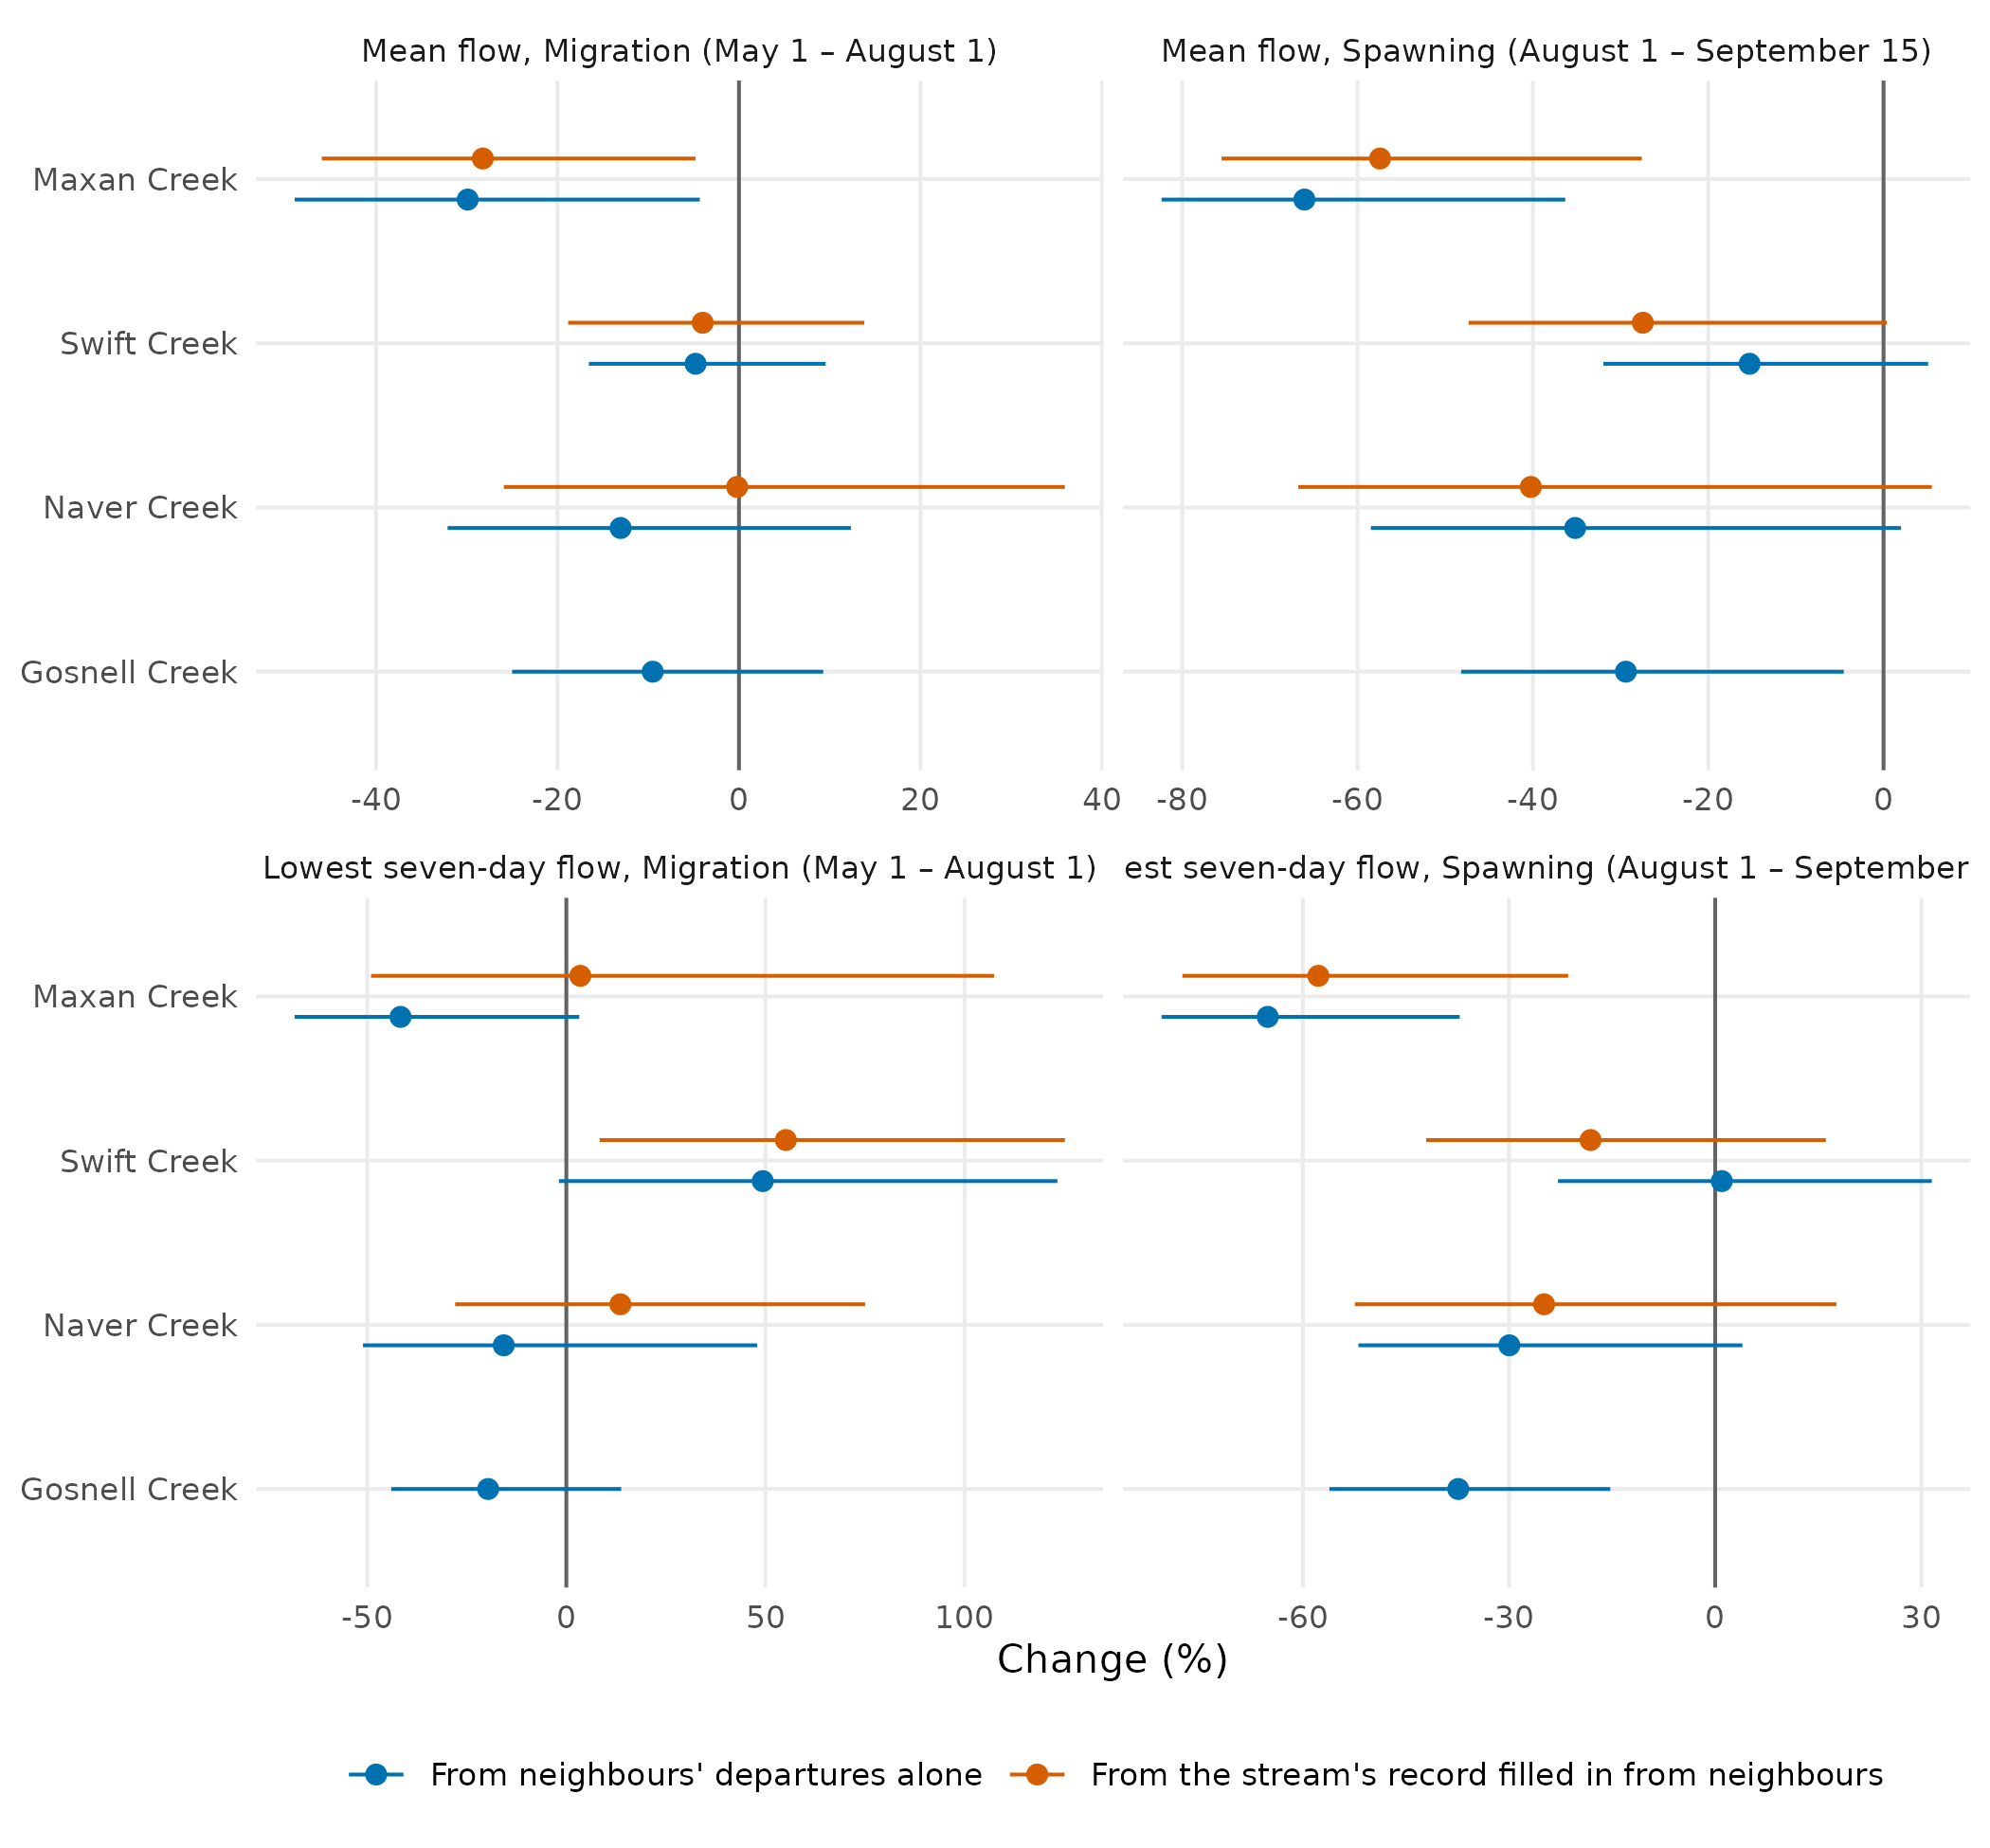 Mean flow, Migration (May 1 – August 1)
Mean flow, Spawning (August 1 – September 15)
Maxan Creek
Swift Creek
Naver Creek
Gosnell Creek
-40 -20 0 20 40
-80 -60 -40 -20 0
Lowest seven-day flow, Migration (May 1 – August 1)
est seven-day flow, Spawning (August 1 – September
Maxan Creek
Swift Creek
Naver Creek
Gosnell Creek
-50 0 50 100
-60 -30 0 30
Change (%)
From neighbours' departures alone
From the stream's record filled in from neighbours